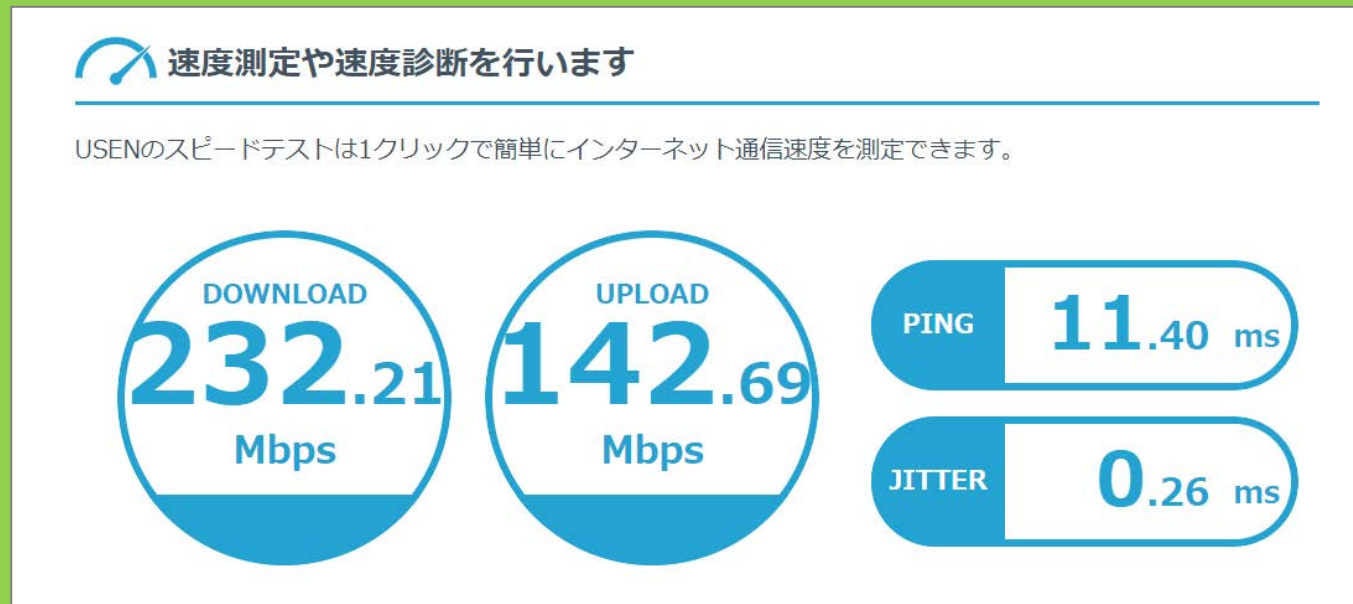 速度測定や速度診断を行います
USENのスピードテストは1クリックで簡単にインターネット通信速度を測定できます。
DOWNLOAD
232.21
Mbps
UPLOAD
142.69
Mbps
PING
11.40 ms
JITTER
0.26 ms